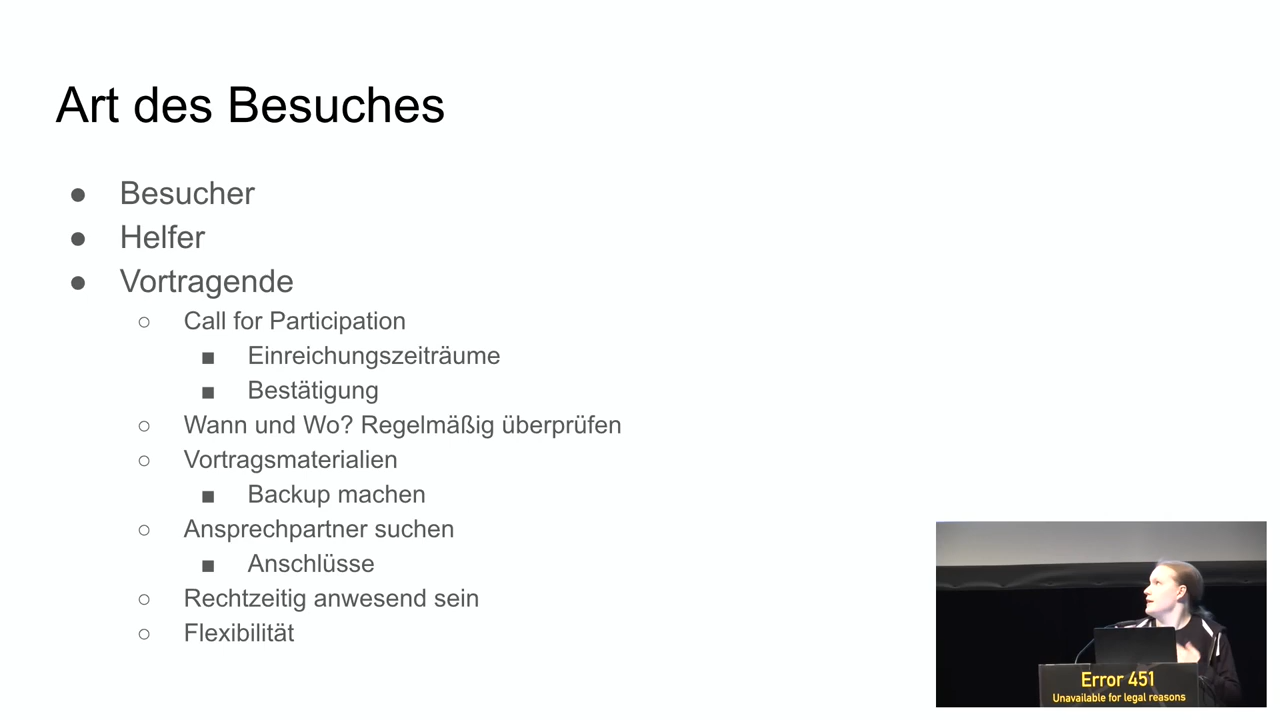 Art des Besuches
● Besucher
● Helfer
● Vortragende
○ Call for Participation
■ Einreichungszeiträume
■ Bestätigung
○ Wann und Wo? Regelmäßig überprüfen
○ Vortragsmaterialien
■ Backup machen
○ Ansprechpartner suchen
■ Anschlüsse
○ Rechtzeitig anwesend sein
○ Flexibilität
Error 451
Unavailable for legal reasons